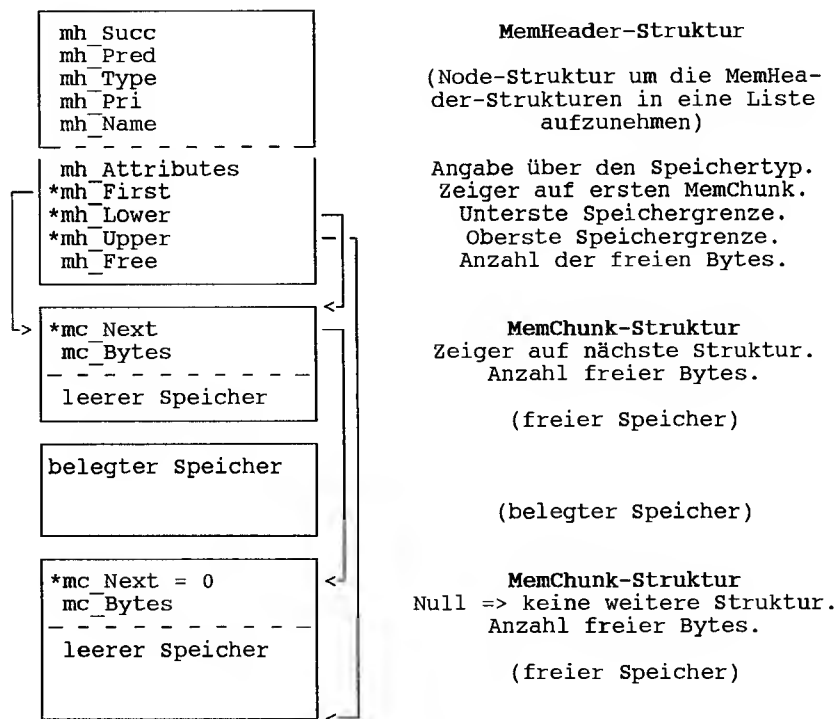 mh_Succ
mh_Pred
mh_Type
mh_Pri
mh_Name
mh_Attributes
*mh_First
*mh_Lower
*mh_Upper
mh_Free
MemHeader-Struktur
(Node-Struktur um die MemHea-
der-Strukturen in eine Liste
aufzunehmen)
Angabe über den Speichertyp.
Zeiger auf ersten MemChunk.
Unterste Speichergrenze.
Oberste Speichergrenze.
Anzahl der freien Bytes.
*mc_Next
mc_Bytes
leerer Speicher
MemChunk-Struktur
Zeiger auf nächste Struktur.
Anzahl freier Bytes.
(freier Speicher)
belegter Speicher
(belegter Speicher)
*mc_Next = 0
mc_Bytes
leerer Speicher
MemChunk-Struktur
Null => keine weitere Struktur.
Anzahl freier Bytes.
(freier Speicher)